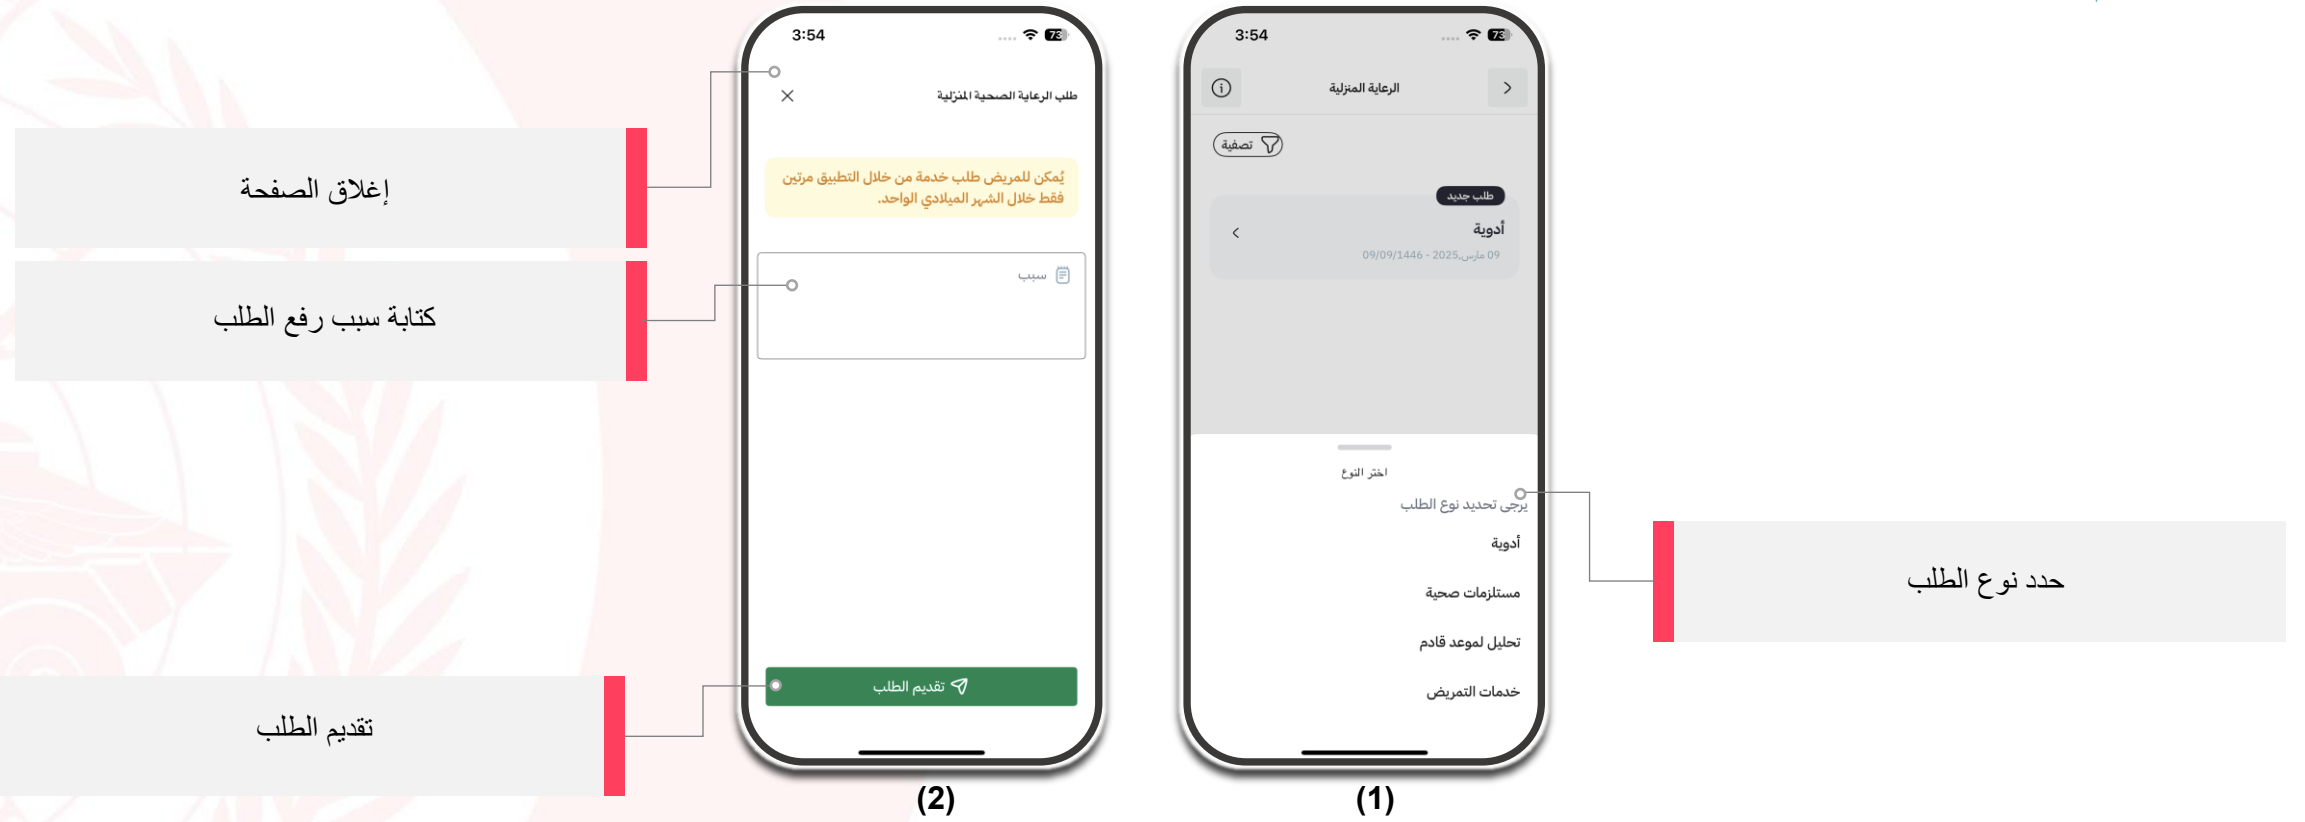 3:54
73
الرعاية المنزلية
تصفية
طلب جديد
أدوية
09 مارس,2025 - 09/09/1446
اختر النوع
يرجى تحديد نوع الطلب
أدوية
مستلزمات صحية
تحليل لموعد قادم
خدمات التمريض
(1)
حدد نوع الطلب
3:54
73
طلب الرعاية الصحية المنزلية
يُمكن للمريض طلب خدمة من خلال التطبيق مرتين
فقط خلال الشهر الميلادي الواحد.
سبب
تقديم الطلب
(2)
إغلاق الصفحة
كتابة سبب رفع الطلب
تقديم الطلب